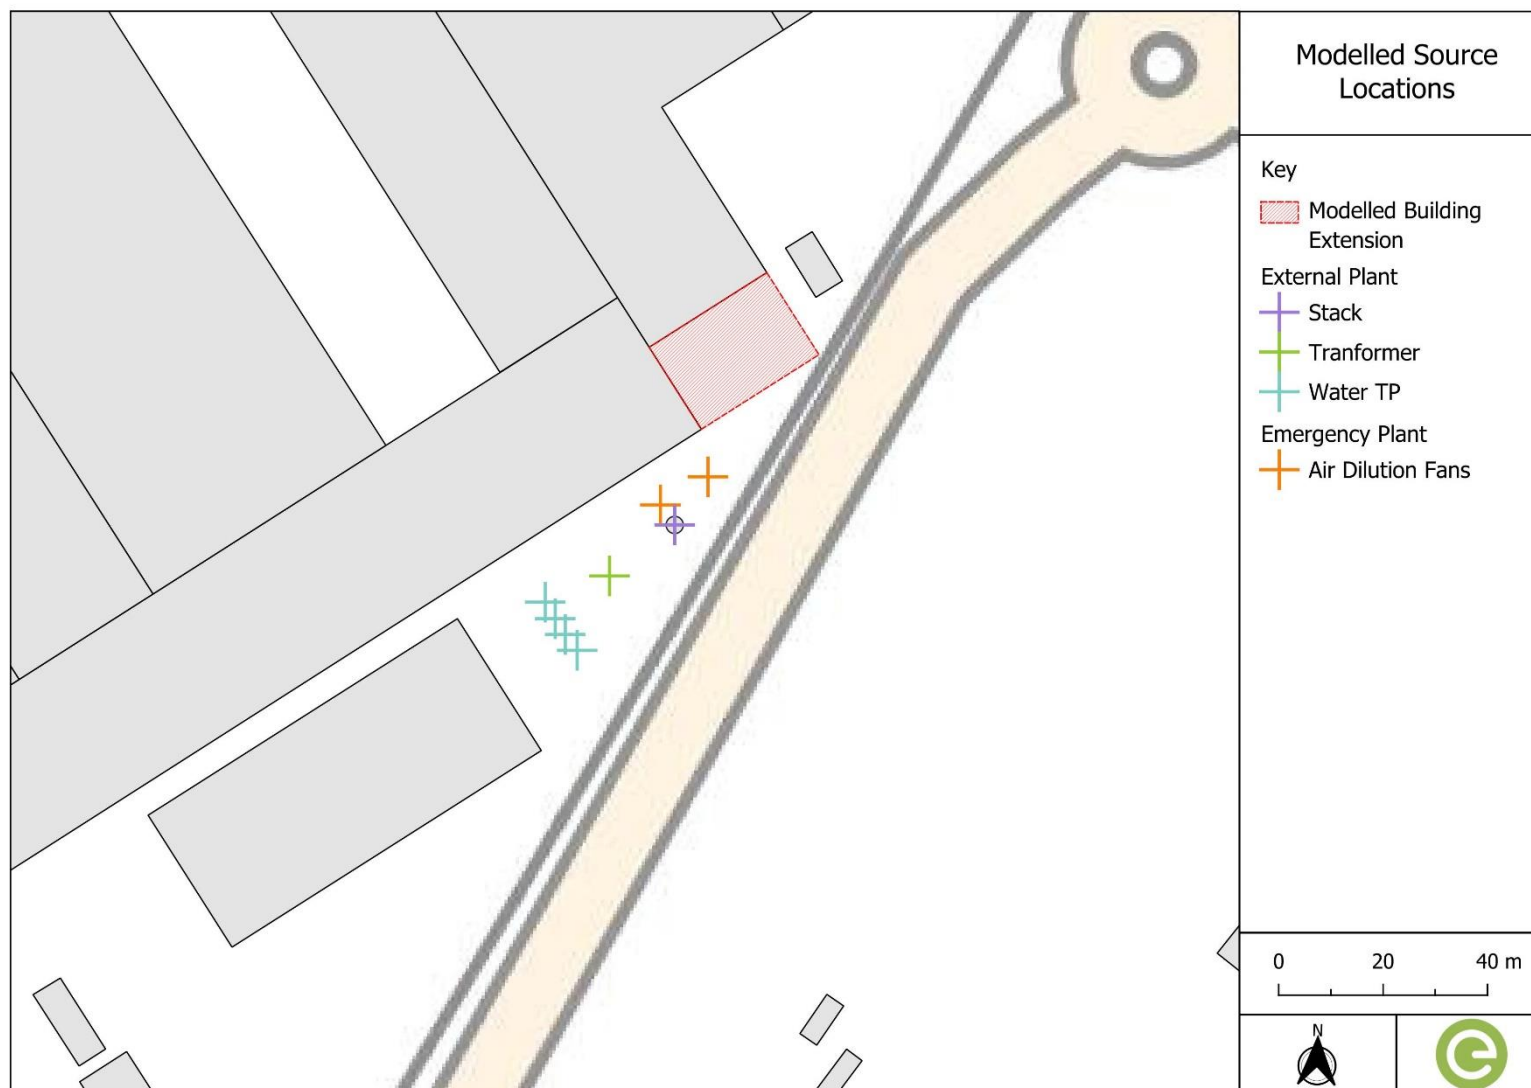 Modelled Source
Locations
Key
Modelled Building
Extension
External Plant
Stack
Tranformer
Water TP
Emergency Plant
Air Dilution Fans
0 20 40 m
N